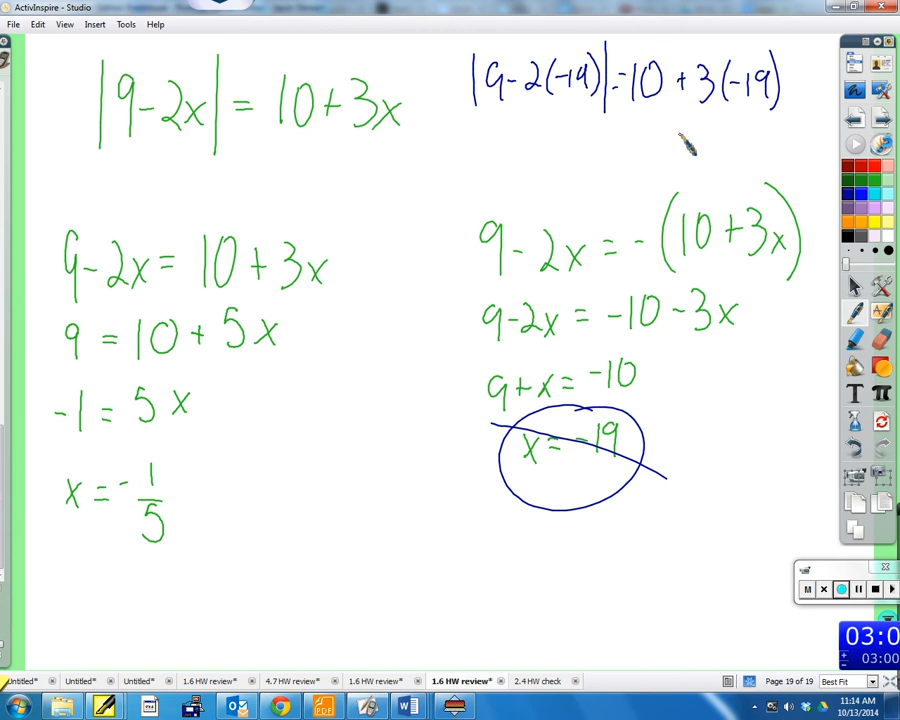 ActivInspire - Studio
File Edit View Insert Tools Help
|9-2x| = 10+3x
|9-2(-19)|=10 + 3(-19)
9-2x = 10+3x
9 = 10 + 5x
-1 = 5x
x = - 1/5
9-2x = -(10+3x)
9-2x = -10 -3x
9+x = -10
x = -19
T
M
03:0
03:00
Untitled* Untitled* Untitled* 1.6 HW review* 4.7 HW review* 1.6 HW review* 1.6 HW review* 2.4 HW check
Page 19 of 19 Best Fit
PDF
11:14 AM
10/13/2014